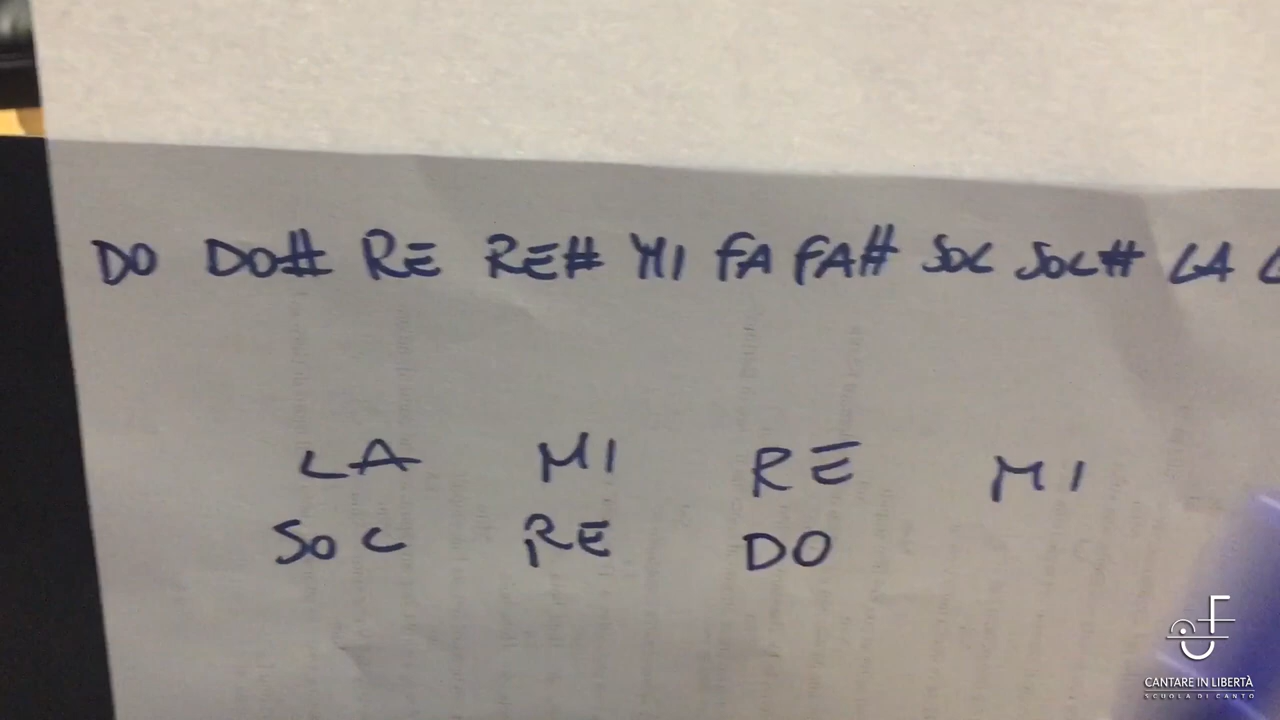 DO DO# RE RE# MI FA FA# SOL SOL# LA
LA MI RE MI
SOL RE DO
CANTARE IN LIBERTÀ
SCUOLA DI CANTO